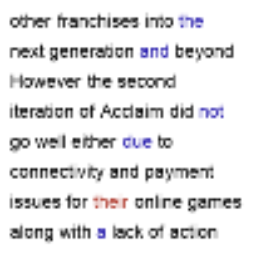 other franchises into the
next generation and beyond
However the second
iteration of Acclaim did not
go well either due to
connectivity and payment
issues for their online games
along with a lack of action